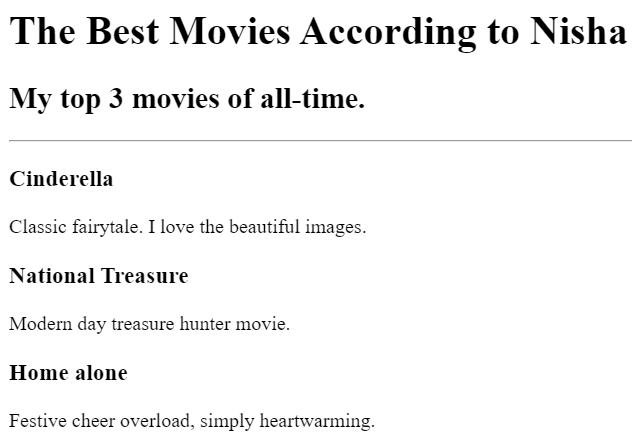 The Best Movies According to Nisha
My top 3 movies of all-time.
Cinderella
Classic fairytale. I love the beautiful images.
National Treasure
Modern day treasure hunter movie.
Home alone
Festive cheer overload, simply heartwarming.